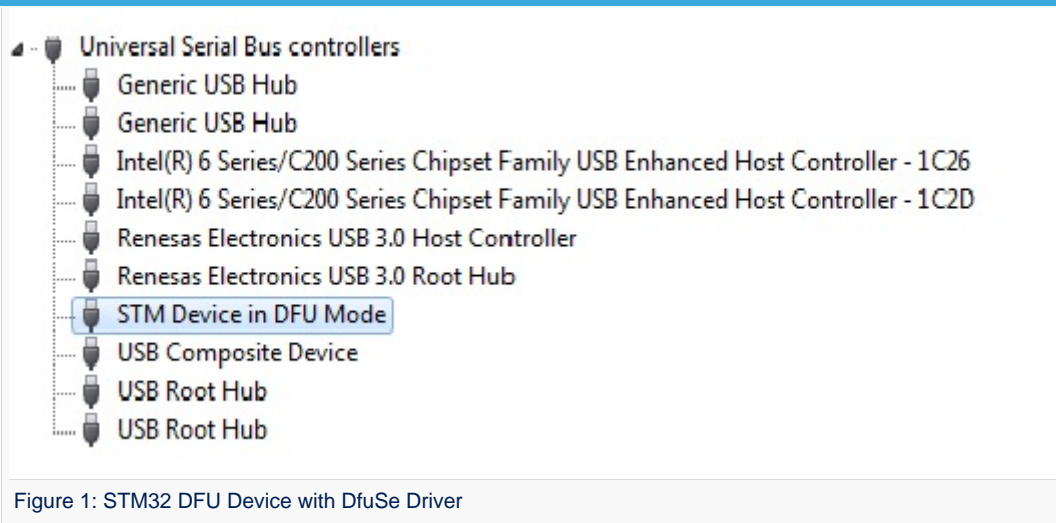 Universal Serial Bus controllers
Generic USB Hub
Generic USB Hub
Intel(R) 6 Series/C200 Series Chipset Family USB Enhanced Host Controller - 1C26
Intel(R) 6 Series/C200 Series Chipset Family USB Enhanced Host Controller - 1C2D
Renesas Electronics USB 3.0 Host Controller
Renesas Electronics USB 3.0 Root Hub
STM Device in DFU Mode
USB Composite Device
USB Root Hub
USB Root Hub
Figure 1: STM32 DFU Device with DfuSe Driver